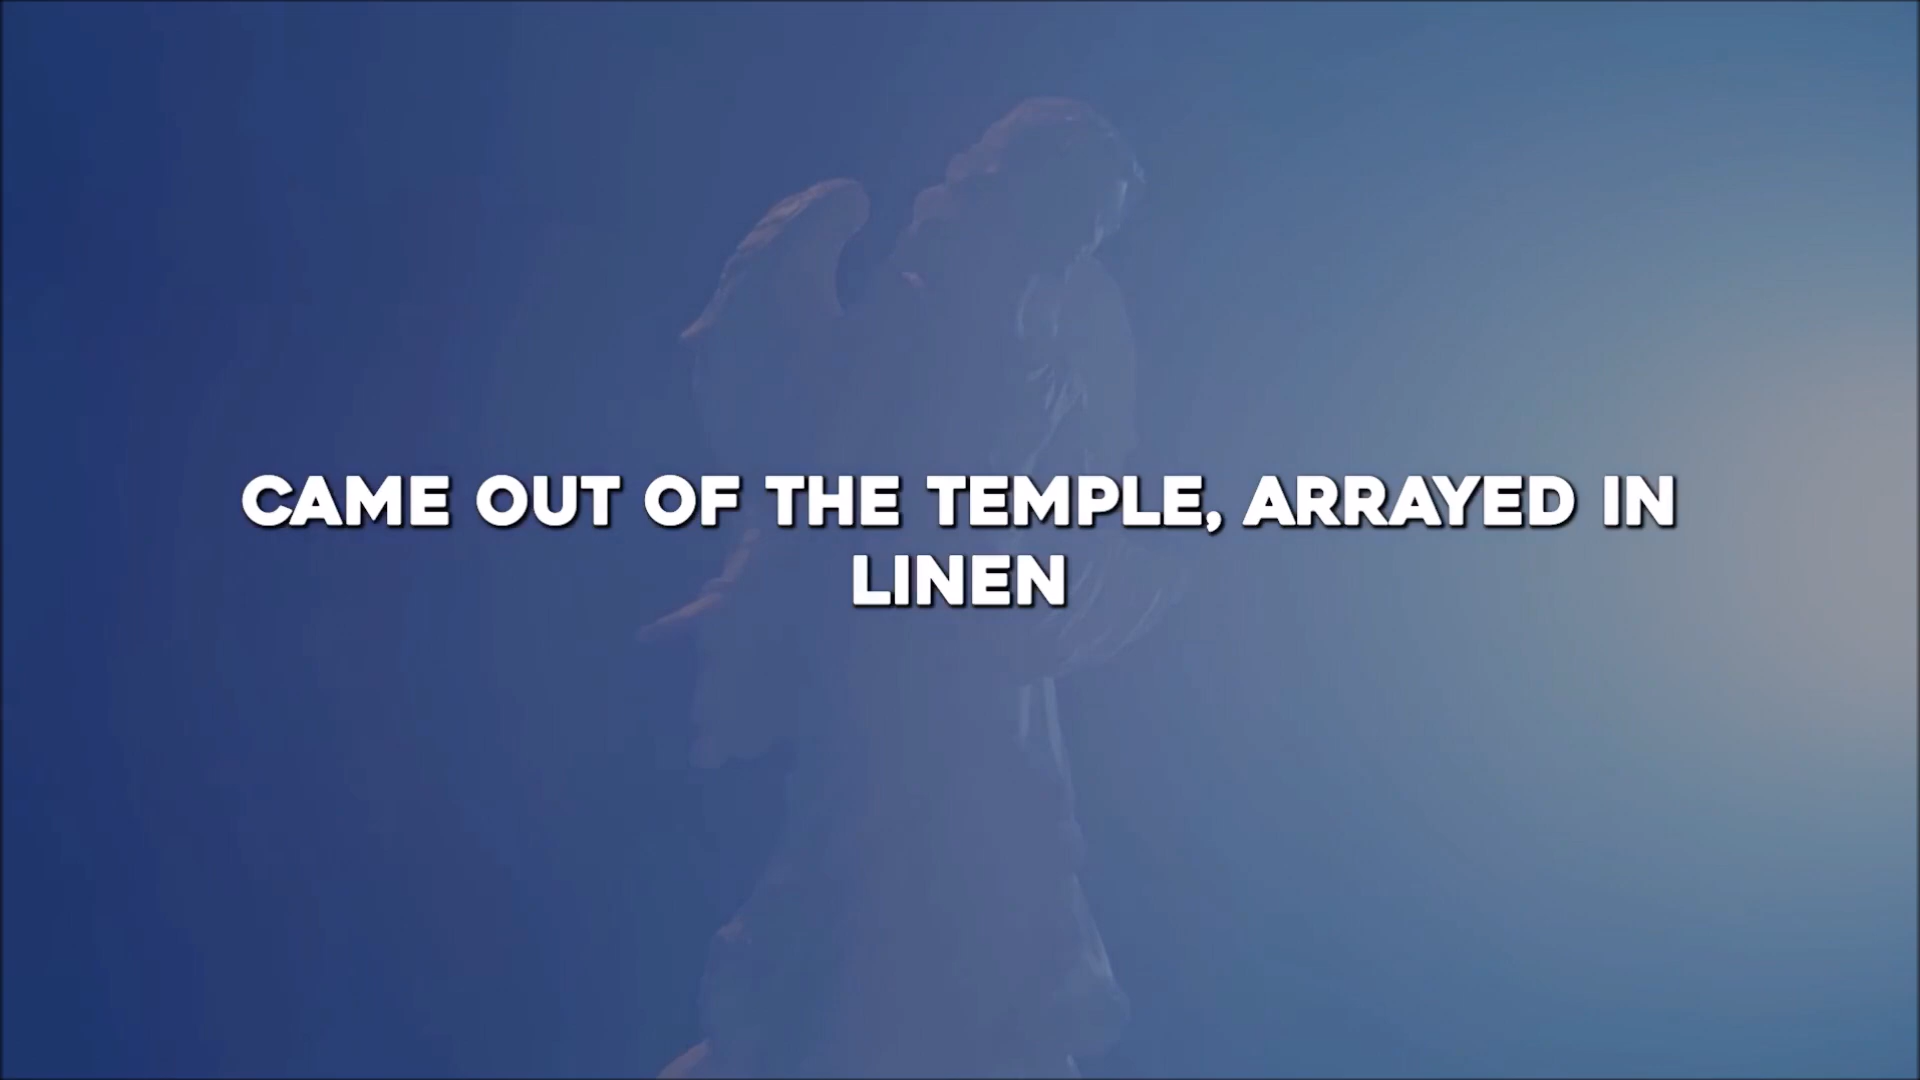 CAME OUT OF THE TEMPLE, ARRAYED IN
LINEN